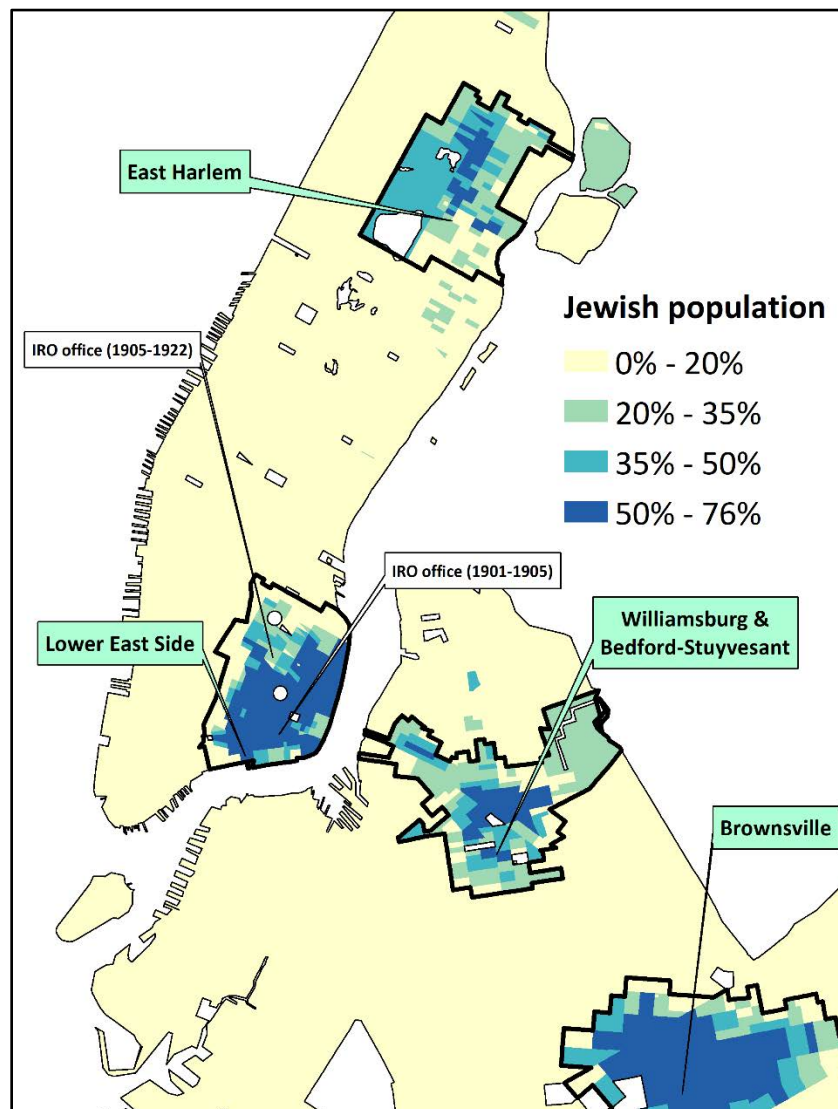 East Harlem
Jewish population
IRO office (1905-1922)
0% - 20%
20% - 35%
35% - 50%
50% - 76%
IRO office (1901-1905)
Williamsburg &
Bedford-Stuyvesant
Lower East Side
Brownsville